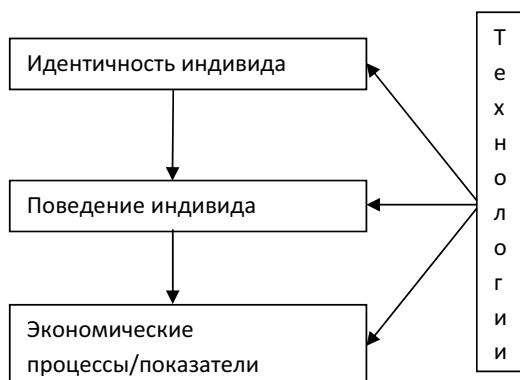 Идентичность индивида
Поведение индивида
Экономические
процессы/показатели
Т
е
х
н
о
л
о
г
и
и